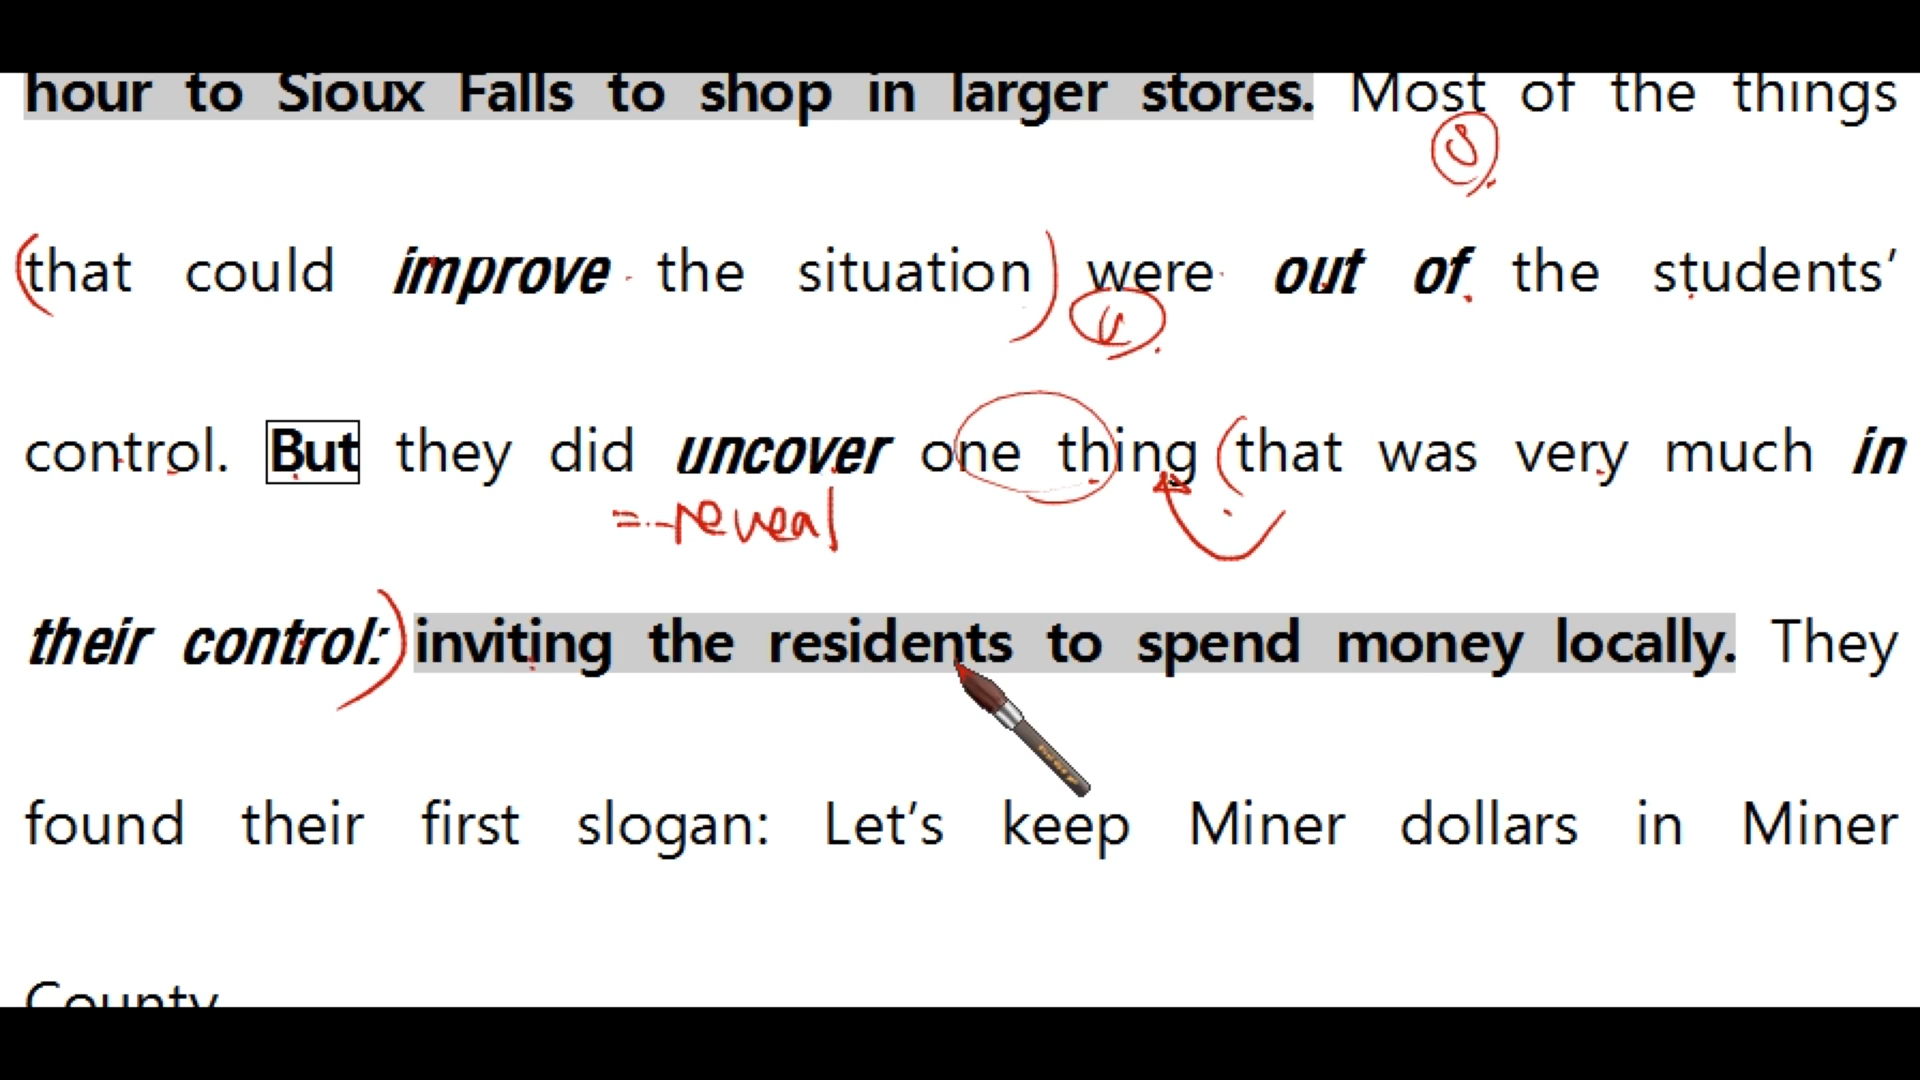 hour to Sioux Falls to shop in larger stores. Most of the things
S
(that could improve the situation) were out of the students’
V
control. But they did uncover one thing (that was very much in
= reveal
their control:) inviting the residents to spend money locally. They
found their first slogan: Let’s keep Miner dollars in Miner
County